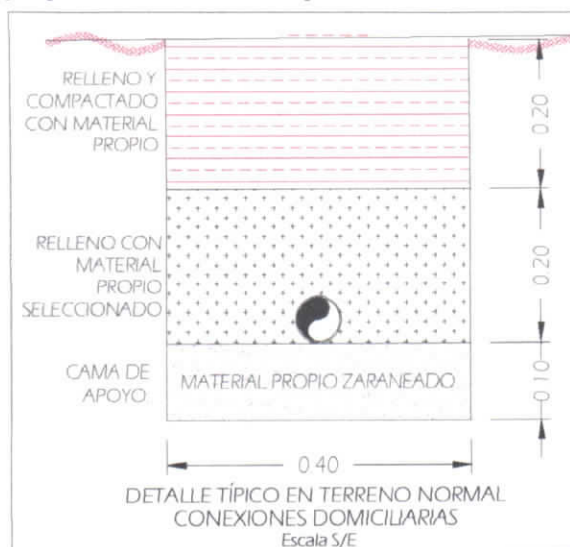 RELLENO Y
COMPACTADO
CON MATERIAL
PROPIO
0.20
RELLENO CON
MATERIAL
PROPIO
SELECCIONADO
0.20
CAMA DE
APOYO
MATERIAL PROPIO ZARANEADO
0.10
0.40
DETALLE TÍPICO EN TERRENO NORMAL
CONEXIONES DOMICILIARIAS
Escala S/E